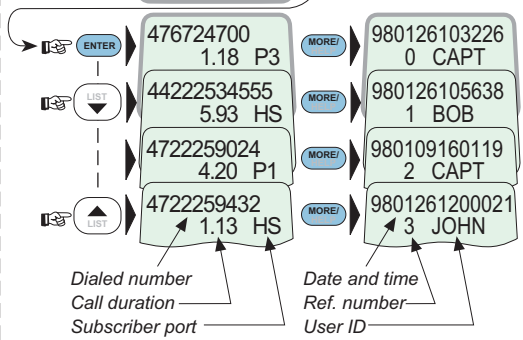 ENTER
476724700
1.18 P3
MORE/
980126103226
0 CAPT
LIST
44222534555
5.93 HS
MORE/
980126105638
1 BOB
4722259024
4.20 P1
MORE/
980109160119
2 CAPT
LIST
4722259432
1.13 HS
MORE/
9801261200021
3 JOHN
Dialed number
Call duration
Subscriber port
Date and time
Ref. number
User ID